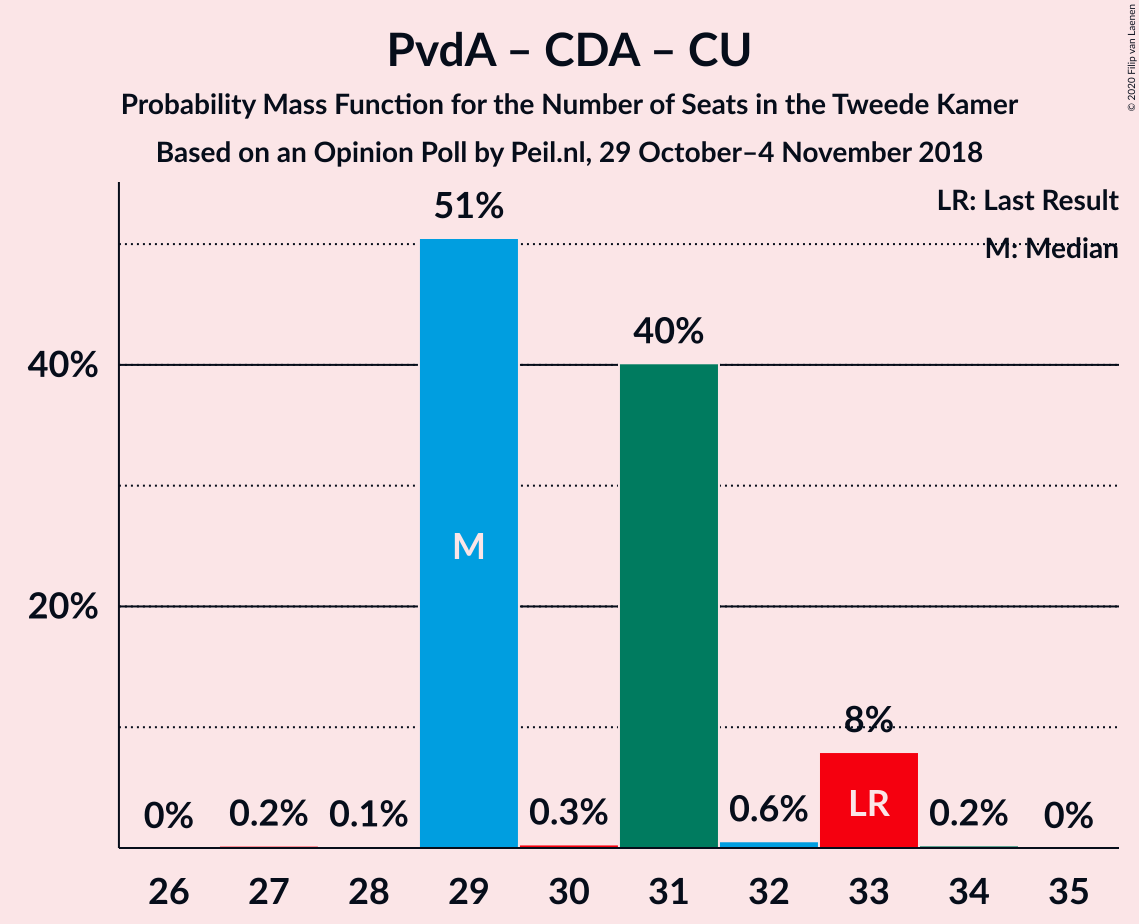 PvdA – CDA – CU
Probability Mass Function for the Number of Seats in the Tweede Kamer
Based on an Opinion Poll by Peil.nl, 29 October–4 November 2018
© 2020 Filip van Laenen
LR: Last Result
M: Median
51%
40%
40%
M
20%
8%
LR
0%
0.2%
0.1%
0.3%
0.6%
0.2%
0%
26
27
28
29
30
31
32
33
34
35